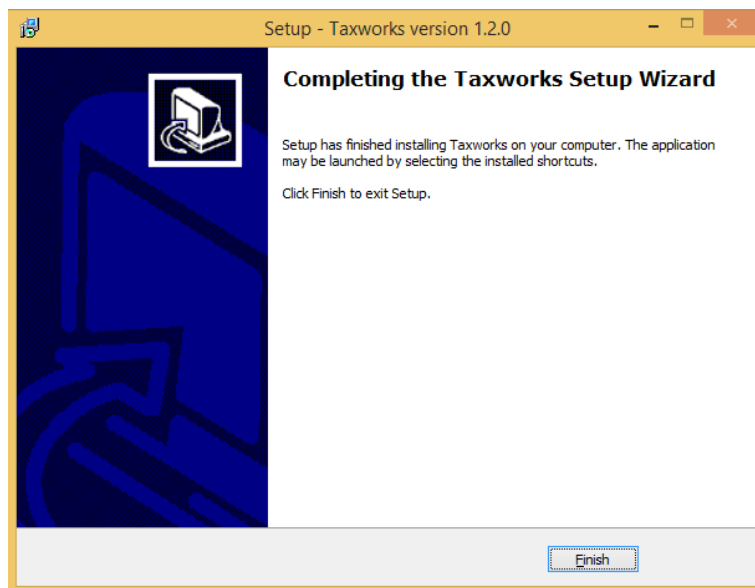 Setup - Taxworks version 1.2.0
Completing the Taxworks Setup Wizard
Setup has finished installing Taxworks on your computer. The application
may be launched by selecting the installed shortcuts.
Click Finish to exit Setup.
Finish